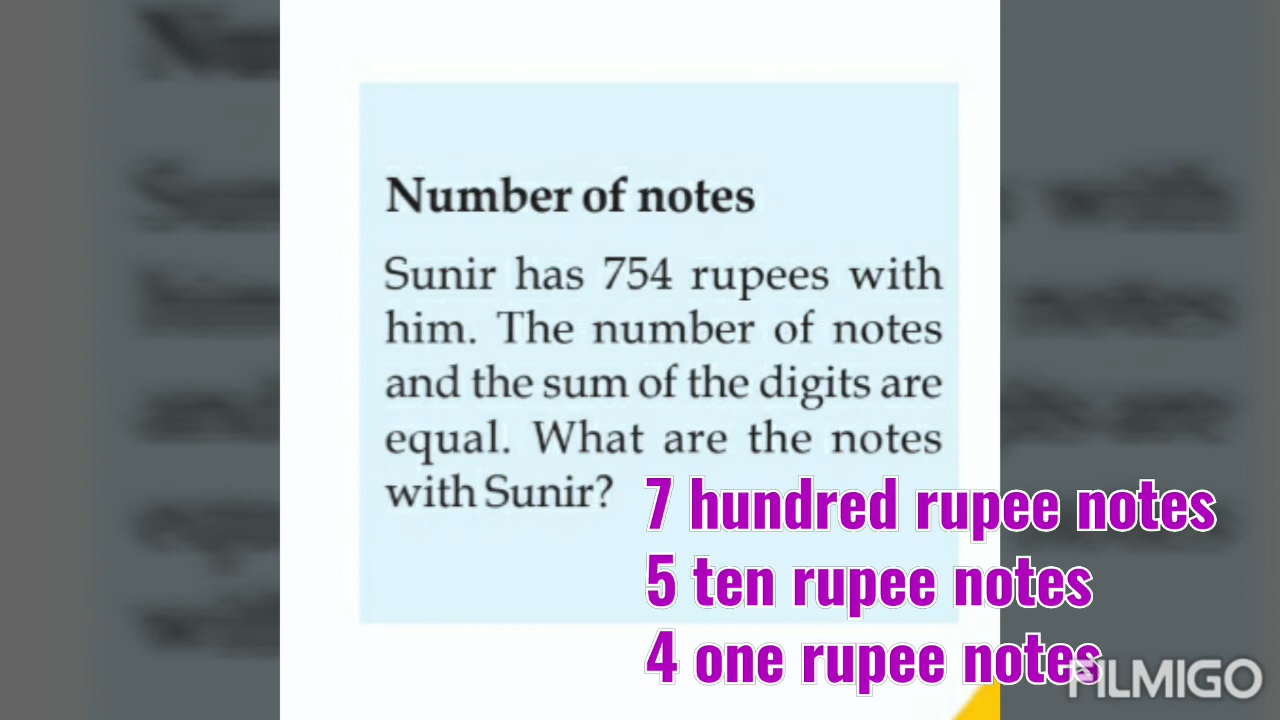 Number of notes
Sunir has 754 rupees with
him. The number of notes
and the sum of the digits are
equal. What are the notes
with Sunir?
7 hundred rupee notes
5 ten rupee notes
4 one rupee notes
FILMIGO